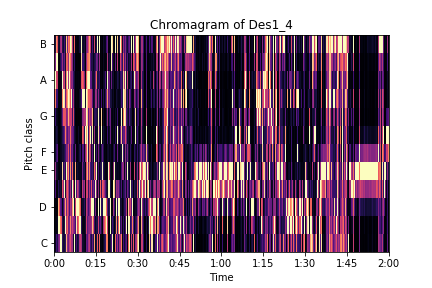 Chromagram of Des1_4
Pitch class
B
A
G
F
E
D
C
0:00 0:15 0:30 0:45 1:00 1:15 1:30 1:45 2:00
Time